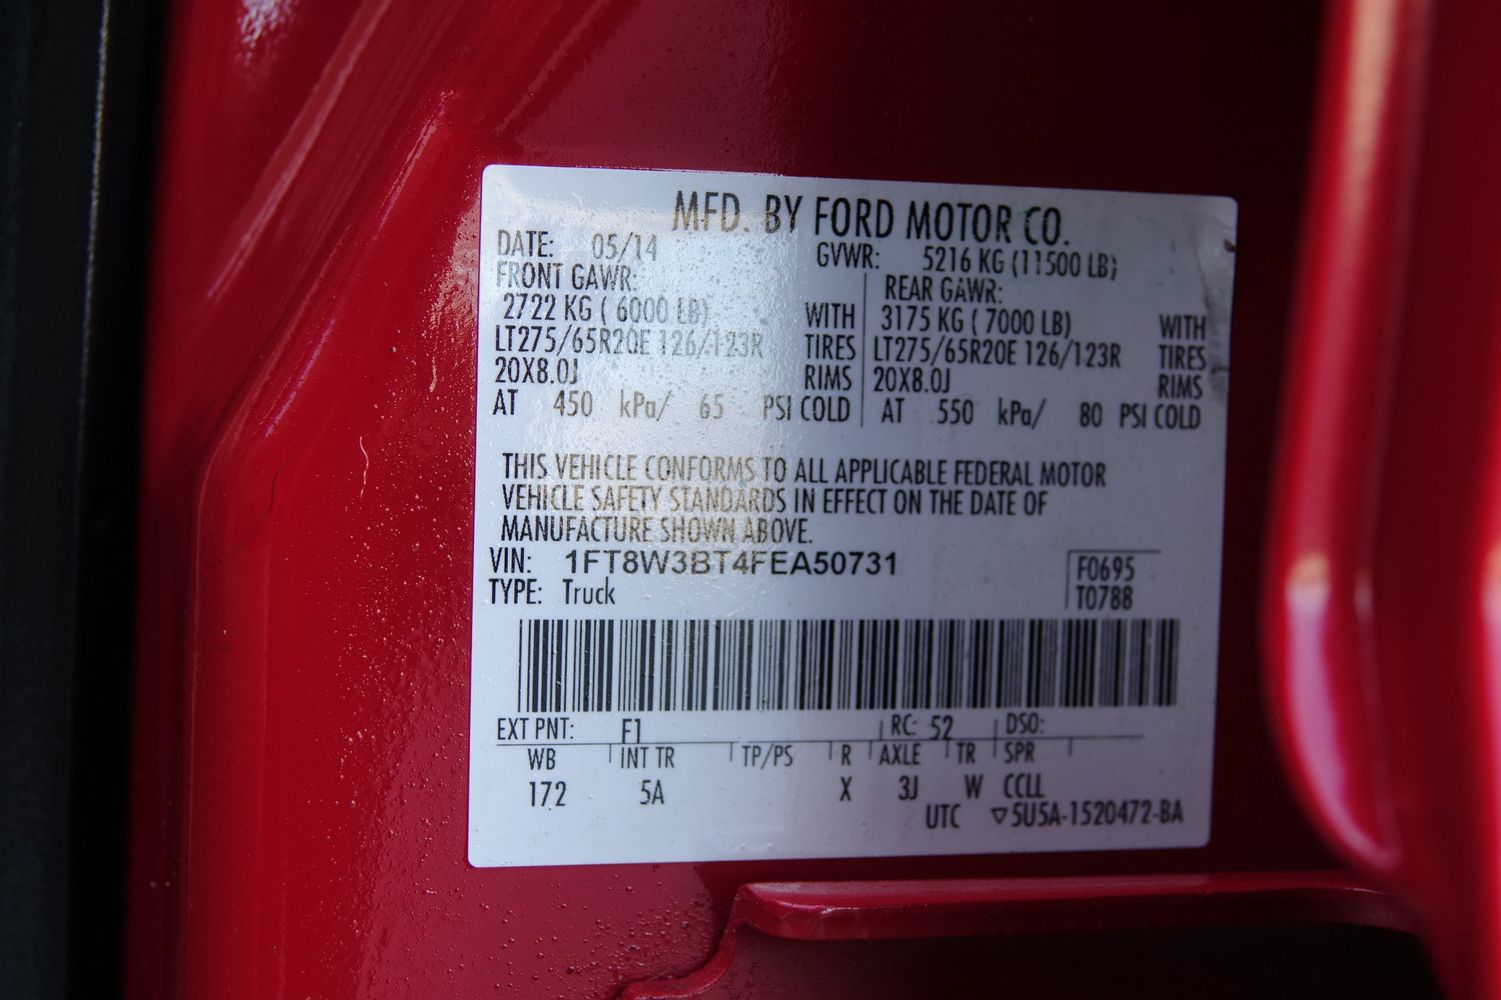 MFD. BY FORD MOTOR CO.
DATE: 05/14 GVWR: 5216 KG (11500 LB)
FRONT GAWR: REAR GAWR:
2722 KG ( 6000 LB) WITH 3175 KG ( 7000 LB) WITH
LT275/65R20E 126/123R TIRES LT275/65R20E 126/123R TIRES
20X8.0J RIMS 20X8.0J RIMS
AT 450 kPa/ 65 PSI COLD AT 550 kPa/ 80 PSI COLD
THIS VEHICLE CONFORMS TO ALL APPLICABLE FEDERAL MOTOR
VEHICLE SAFETY STANDARDS IN EFFECT ON THE DATE OF
MANUFACTURE SHOWN ABOVE.
VIN: 1FT8W3BT4FEA50731 F0695
TYPE: Truck T0788
EXT PNT: F1 RC: 52 DSO:
WB INT TR TP/PS R AXLE TR SPR
172 5A X 3J W CCLL
UTC ▽5U5A-1520472-BA